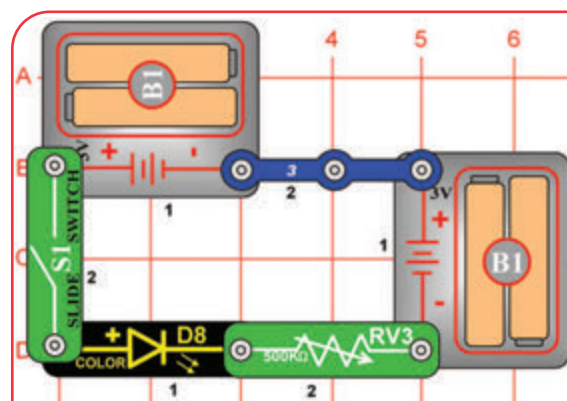 4 5 6
A
B1
B
3V + -
3
1
2
3V
+
-
1
B1
C
S1
SLIDE SWITCH
2
D
+
COLOR
D8
1
500KΩ
RV3
2